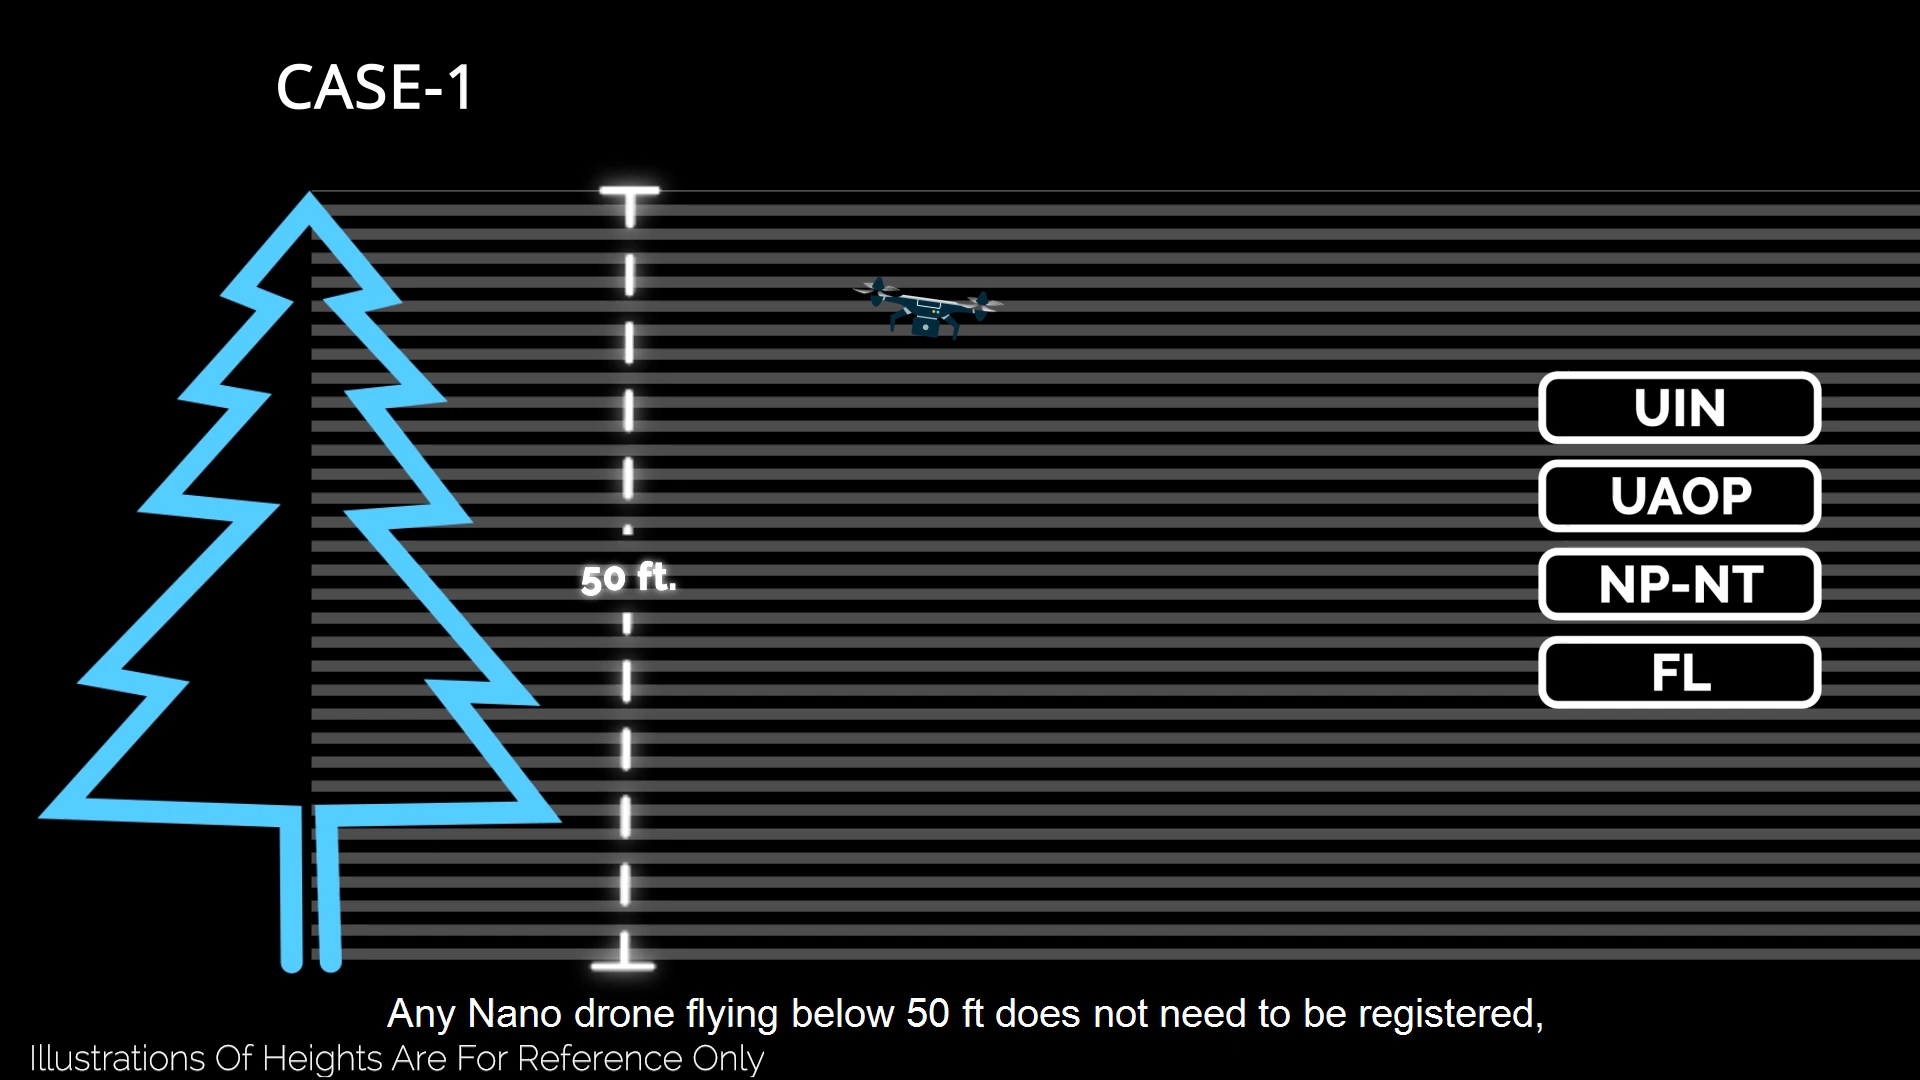 CASE-1
UIN
UAOP
NP-NT
FL
50 ft.
Any Nano drone flying below 50 ft does not need to be registered,
Illustrations Of Heights Are For Reference Only